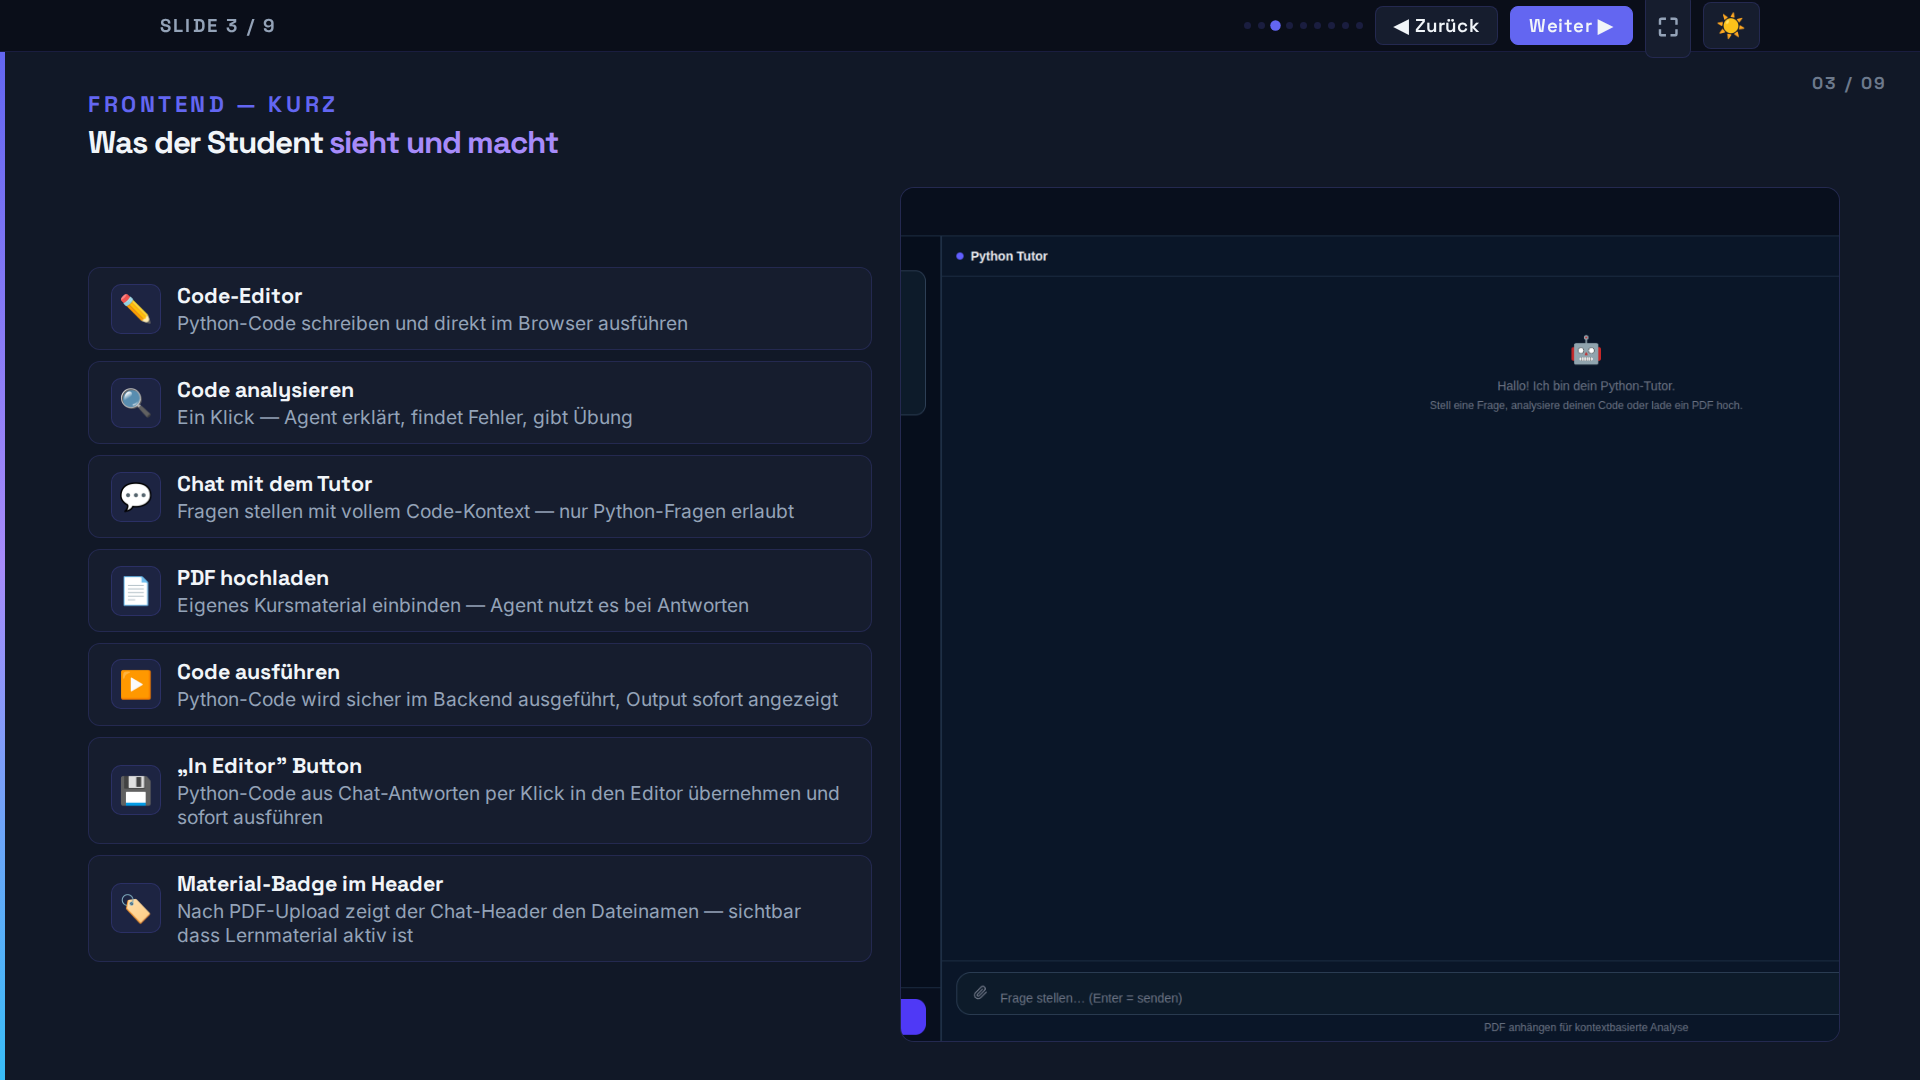 SLIDE 3 / 9
◀ Zurück
Weiter ▶
03 / 09
FRONTEND — KURZ
Was der Student sieht und macht
Code-Editor
Python-Code schreiben und direkt im Browser ausführen
Code analysieren
Ein Klick — Agent erklärt, findet Fehler, gibt Übung
Chat mit dem Tutor
Fragen stellen mit vollem Code-Kontext — nur Python-Fragen erlaubt
PDF hochladen
Eigenes Kursmaterial einbinden — Agent nutzt es bei Antworten
Code ausführen
Python-Code wird sicher im Backend ausgeführt, Output sofort angezeigt
„In Editor” Button
Python-Code aus Chat-Antworten per Klick in den Editor übernehmen und
sofort ausführen
Material-Badge im Header
Nach PDF-Upload zeigt der Chat-Header den Dateinamen — sichtbar
dass Lernmaterial aktiv ist
Python Tutor
Hallo! Ich bin dein Python-Tutor.
Stell eine Frage, analysiere deinen Code oder lade ein PDF hoch.
Frage stellen… (Enter = senden)
PDF anhängen für kontextbasierte Analyse